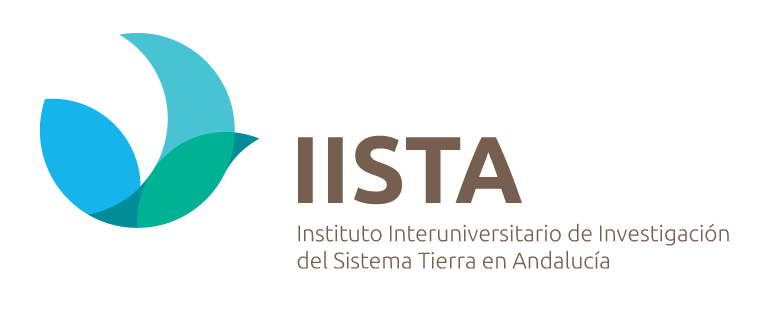 IISTA
Instituto Interuniversitario de Investigación
del Sistema Tierra en Andalucía